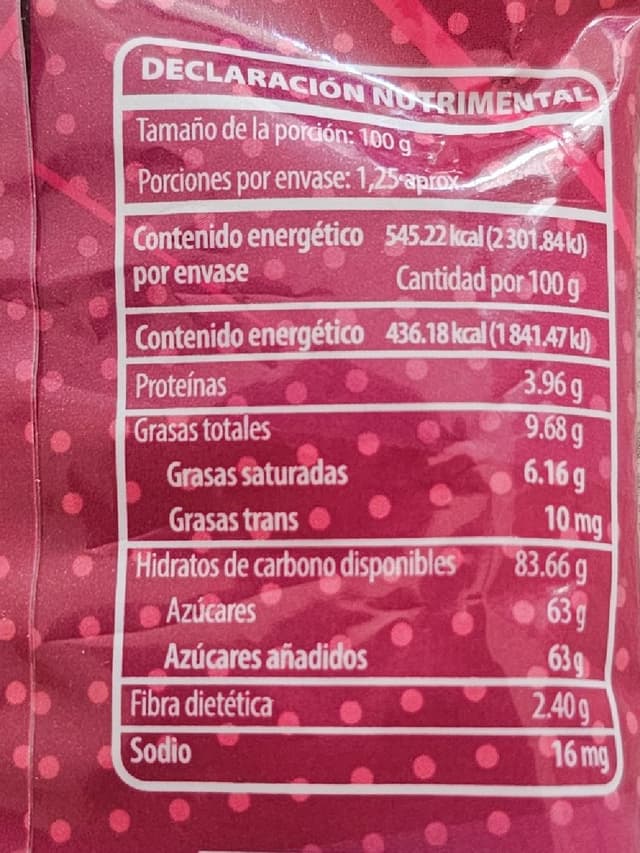 DECLARACIÓN NUTRIMENTAL
Tamaño de la porción: 100 g
Porciones por envase: 1,25 aprox.
Contenido energético 545.22 kcal (2 301.84 kJ)
por envase Cantidad por 100 g
Contenido energético 436.18 kcal (1 841.47 kJ)
Proteínas 3.96 g
Grasas totales 9.68 g
Grasas saturadas 6.16 g
Grasas trans 10 mg
Hidratos de carbono disponibles 83.66 g
Azúcares 63 g
Azúcares añadidos 63 g
Fibra dietética 2.40 g
Sodio 16 mg